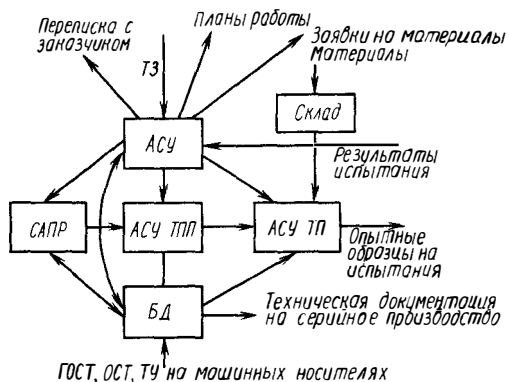 Переписка с
заказчиком
Планы работы
Заявки на материалы
Материалы
ТЗ
Склад
АСУ
Результаты
испытания
САПР
АСУ ТПП
АСУ ТП
Опытные
образцы на
испытания
БД
Техническая документация
на серийное производство
ГОСТ, ОСТ, ТУ на машинных носителях